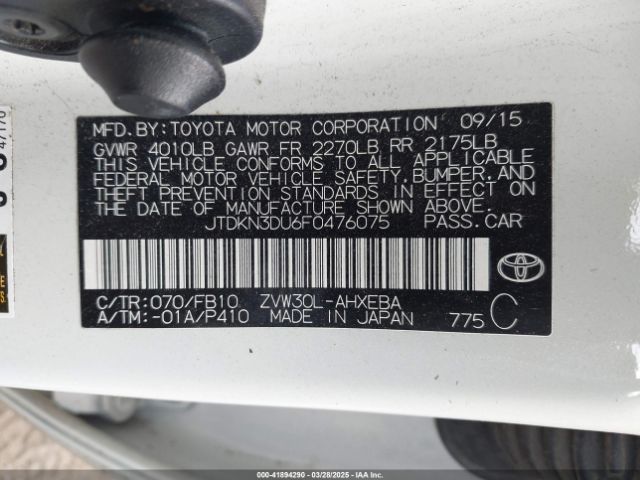 MFD. BY: TOYOTA MOTOR CORPORATION 09/15
GVWR 4010LB GAWR FR 2270LB RR 2175LB
THIS VEHICLE CONFORMS TO ALL APPLICABLE
FEDERAL MOTOR VEHICLE SAFETY, BUMPER, AND
THEFT PREVENTION STANDARDS IN EFFECT ON
THE DATE OF MANUFACTURE SHOWN ABOVE.
JTDKN3DU6F0476075 PASS. CAR
C/TR: 070/FB10 ZVW30L-AHXEBA
A/TM: -01A/P410 MADE IN JAPAN 775 C
000-41894290 - 03/28/2025 - IAAI.COM